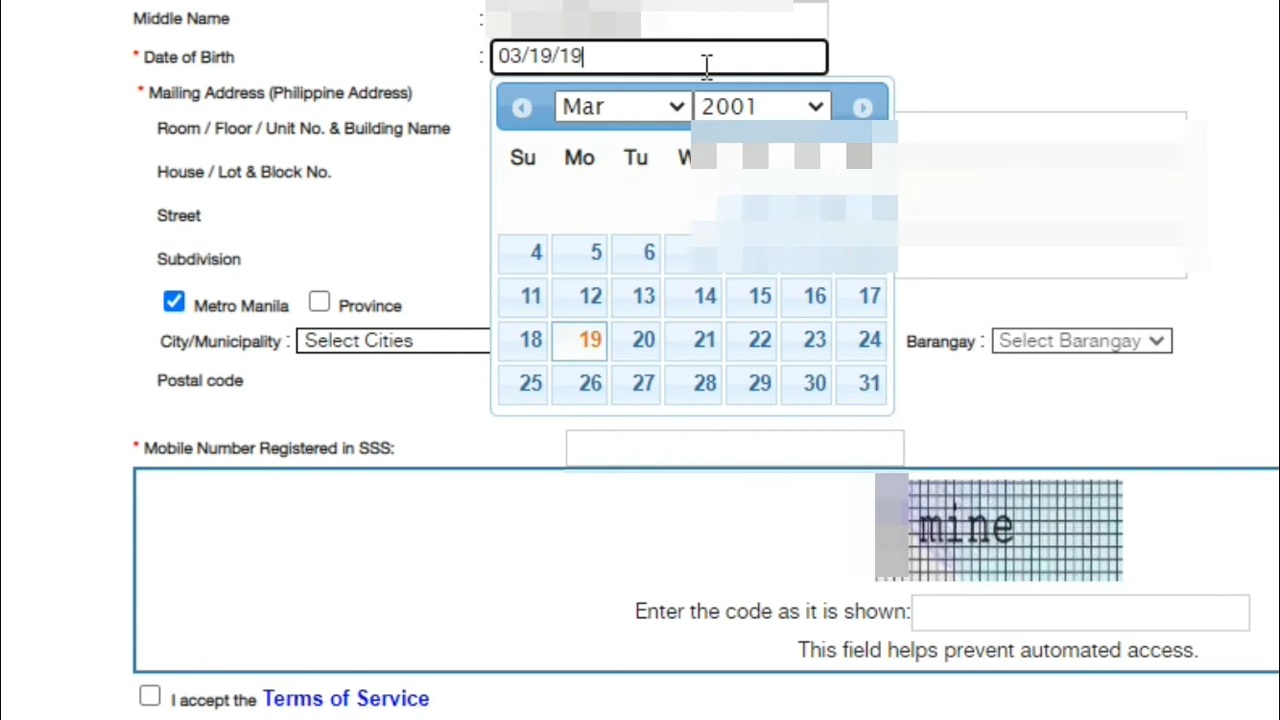 Middle Name :
* Date of Birth : 03/19/19
* Mailing Address (Philippine Address)
Mar 2001
Room / Floor / Unit No. & Building Name
Su Mo Tu
House / Lot & Block No.
Street
Subdivision
4 5 6
11 12 13 14 15 16 17
Metro Manila Province
City/Municipality : Select Cities
18 19 20 21 22 23 24
Barangay : Select Barangay
Postal code
25 26 27 28 29 30 31
* Mobile Number Registered in SSS:
mine
Enter the code as it is shown:
This field helps prevent automated access.
I accept the Terms of Service